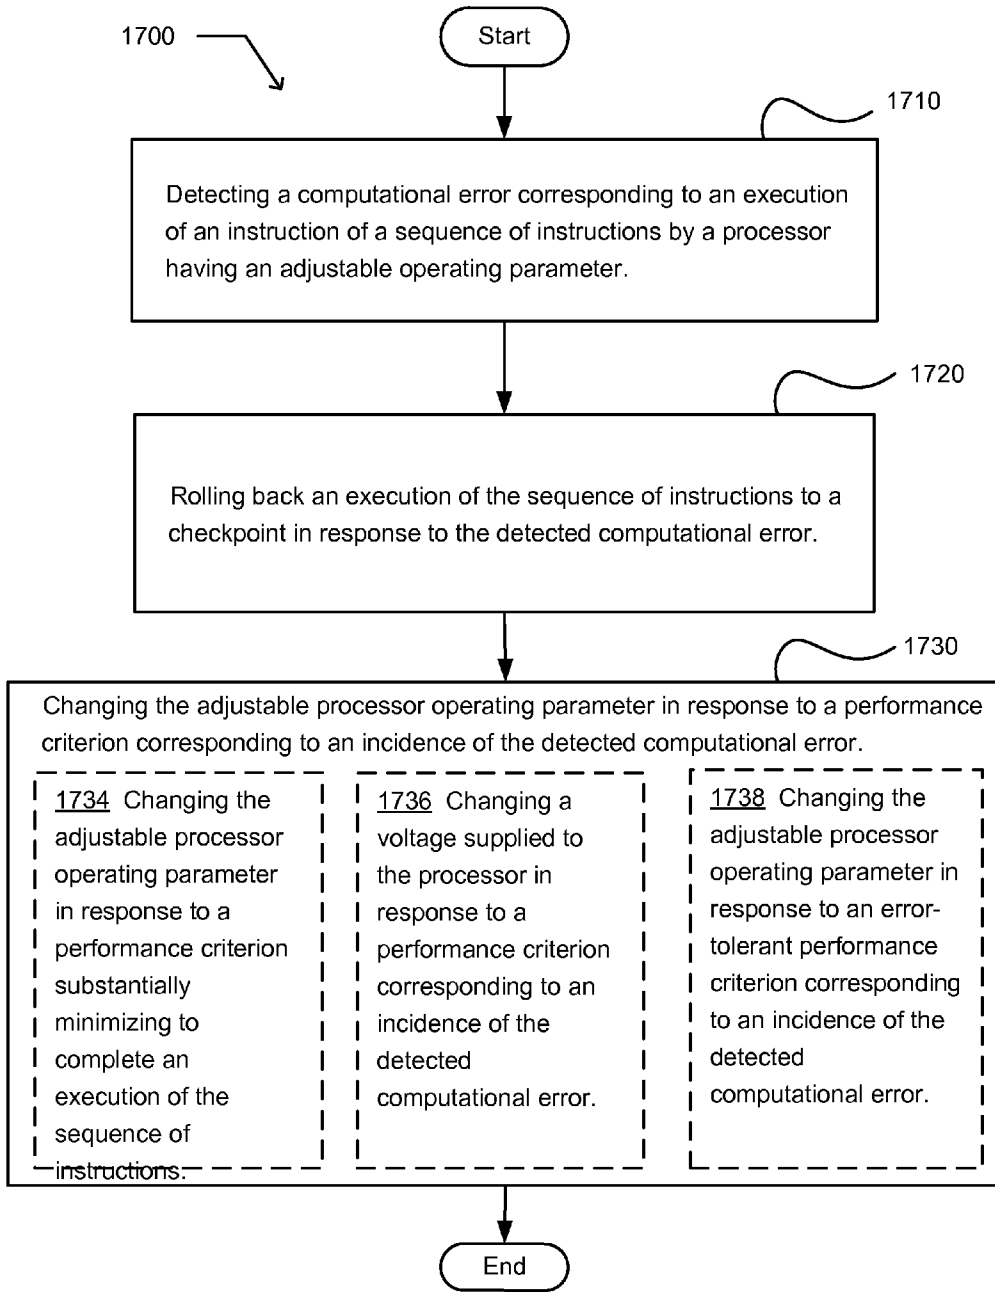 1700
Start
1710
Detecting a computational error corresponding to an execution
of an instruction of a sequence of instructions by a processor
having an adjustable operating parameter.
1720
Rolling back an execution of the sequence of instructions to a
checkpoint in response to the detected computational error.
1730
Changing the adjustable processor operating parameter in response to a performance
criterion corresponding to an incidence of the detected computational error.
1734 Changing the
adjustable processor
operating parameter
in response to a
performance criterion
substantially
minimizing to
complete an
execution of the
sequence of
instructions.
1736 Changing a
voltage supplied to
the processor in
response to a
performance criterion
corresponding to an
incidence of the
detected
computational error.
1738 Changing the
adjustable processor
operating parameter in
response to an error-
tolerant performance
criterion corresponding
to an incidence of the
detected
computational error.
End